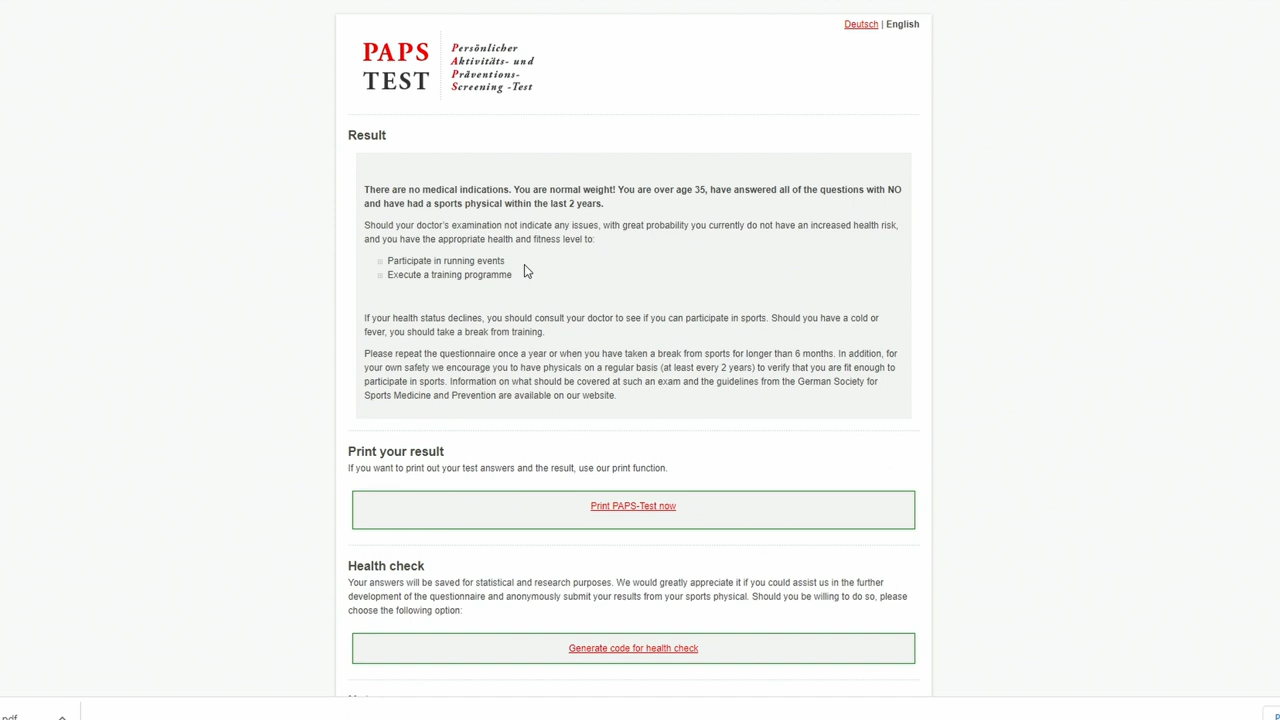 Deutsch | English
PAPS
TEST
Persönlicher
Aktivitäts- und
Präventions-
Screening -Test
Result
There are no medical indications. You are normal weight! You are over age 35, have answered all of the questions with NO
and have had a sports physical within the last 2 years.
Should your doctor's examination not indicate any issues, with great probability you currently do not have an increased health risk,
and you have the appropriate health and fitness level to:
Participate in running events
Execute a training programme
If your health status declines, you should consult your doctor to see if you can participate in sports. Should you have a cold or
fever, you should take a break from training.
Please repeat the questionnaire once a year or when you have taken a break from sports for longer than 6 months. In addition, for
your own safety we encourage you to have physicals on a regular basis (at least every 2 years) to verify that you are fit enough to
participate in sports. Information on what should be covered at such an exam and the guidelines from the German Society for
Sports Medicine and Prevention are available on our website.
Print your result
If you want to print out your test answers and the result, use our print function.
Print PAPS-Test now
Health check
Your answers will be saved for statistical and research purposes. We would greatly appreciate it if you could assist us in the further
development of the questionnaire and anonymously submit your results from your sports physical. Should you be willing to do so, please
choose the following option:
Generate code for health check
.pdf